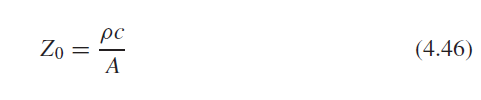 Z₀ = ρc / A (4.46)